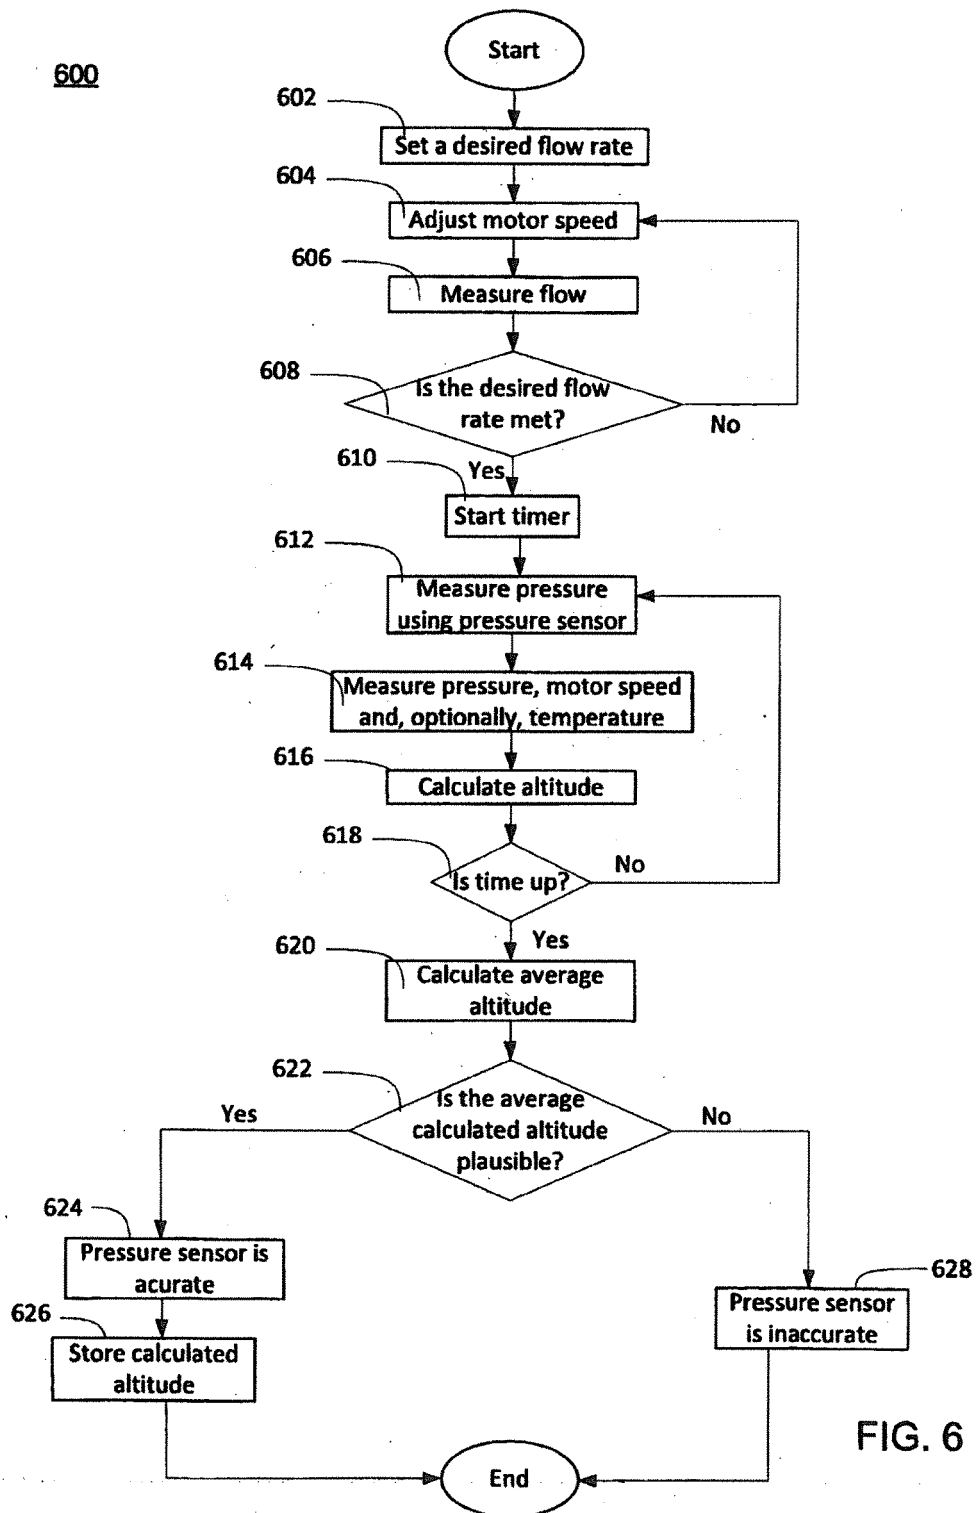 600
Start
602
Set a desired flow rate
604
Adjust motor speed
606
Measure flow
608
Is the desired flow
rate met?
No
610
Yes
Start timer
612
Measure pressure
using pressure sensor
614
Measure pressure, motor speed
and, optionally, temperature
616
Calculate altitude
618
Is time up?
No
Yes
620
Calculate average
altitude
622
Is the average
calculated altitude
plausible?
Yes
No
624
Pressure sensor is
acurate
626
Store calculated
altitude
628
Pressure sensor
is inaccurate
End
FIG. 6